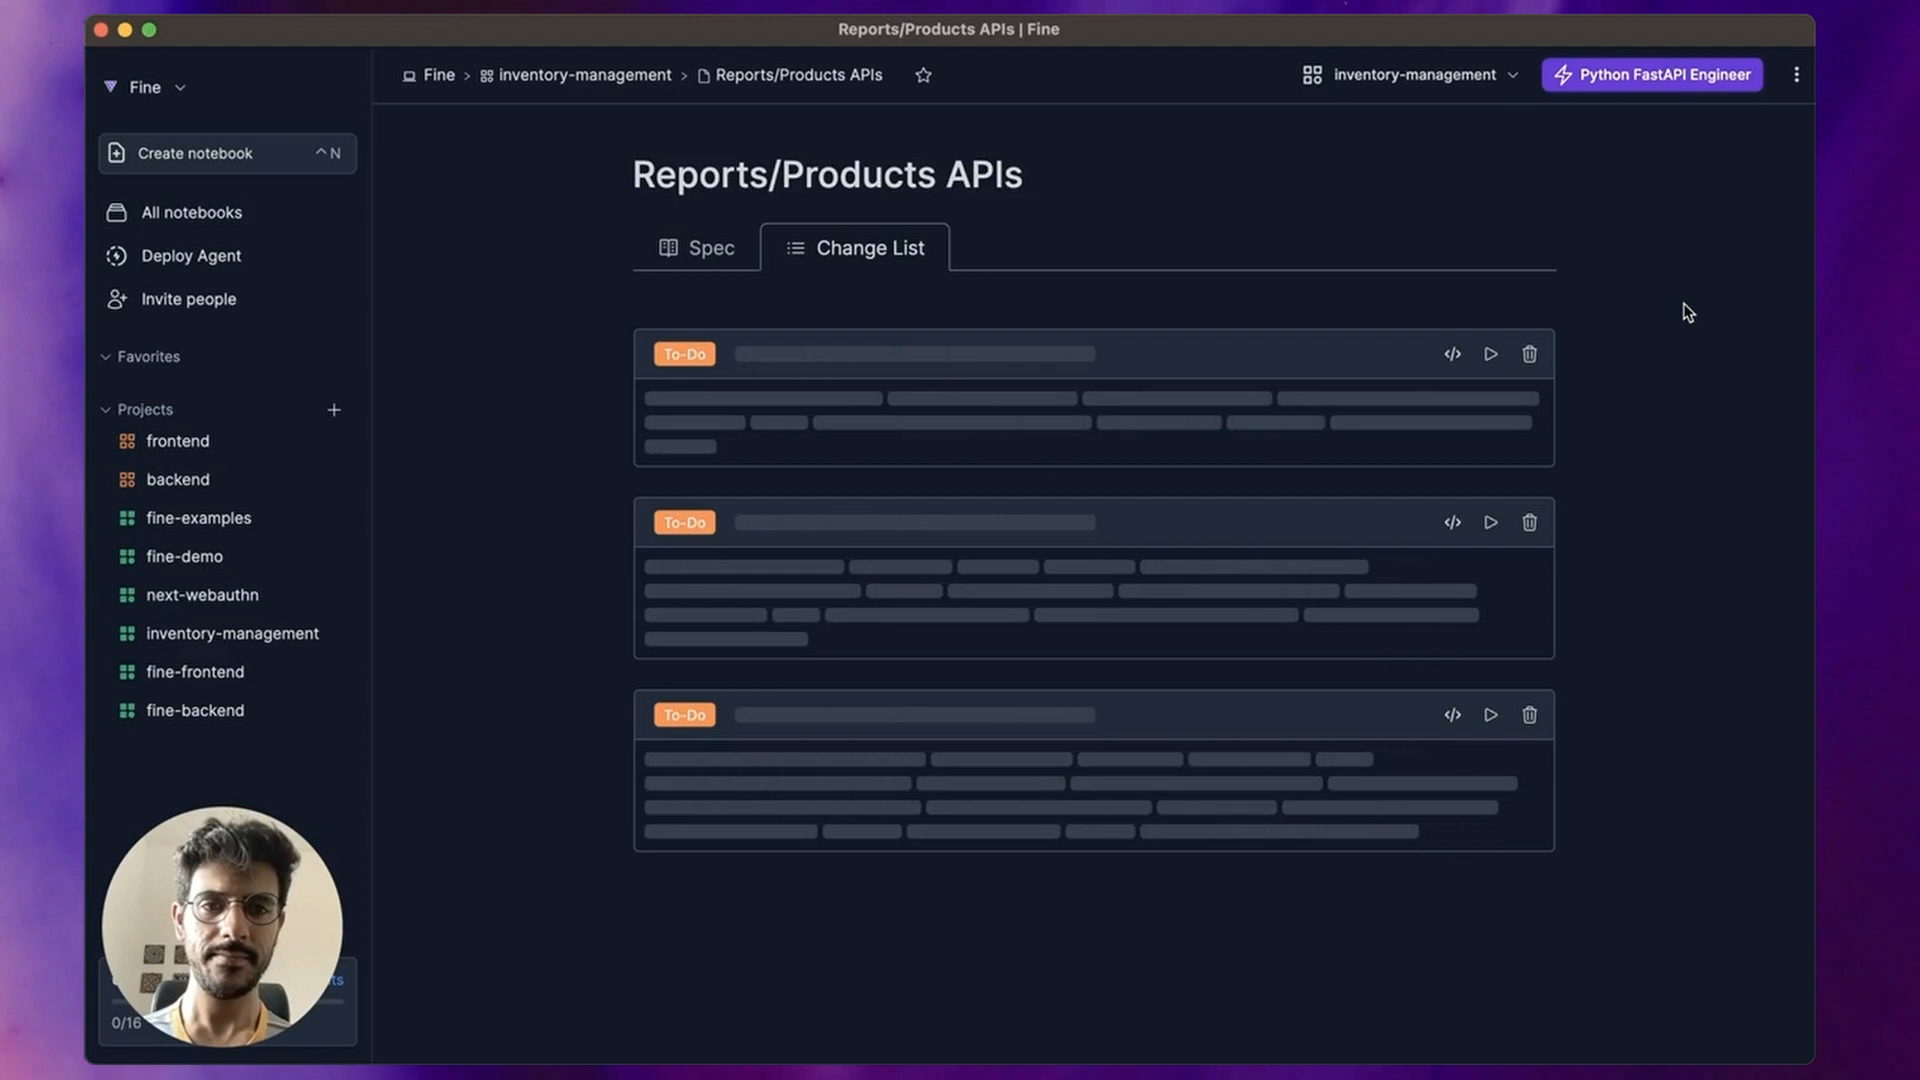 Reports/Products APIs | Fine
Fine
Fine > inventory-management > Reports/Products APIs
inventory-management
Python FastAPI Engineer
Create notebook ^ N
All notebooks
Deploy Agent
Invite people
Favorites
Projects +
frontend
backend
fine-examples
fine-demo
next-webauthn
inventory-management
fine-frontend
fine-backend
0/16
Reports/Products APIs
Spec
Change List
To-Do
To-Do
To-Do